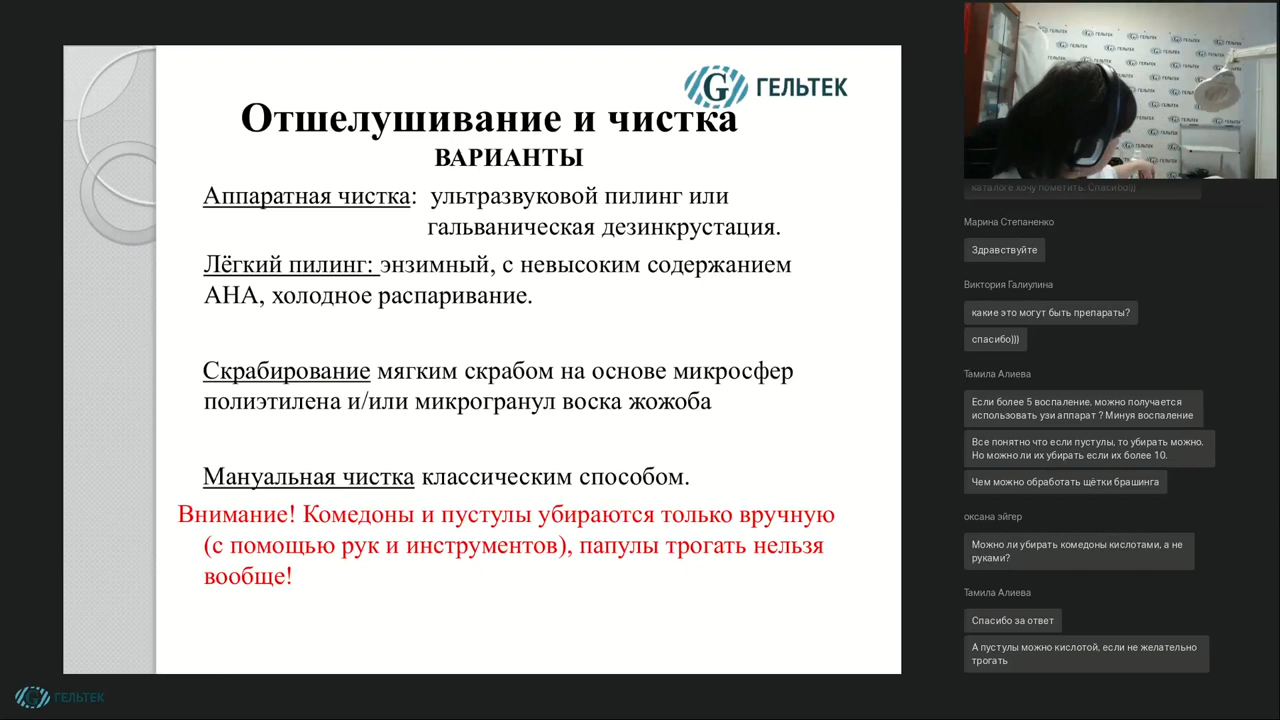 ГЕЛЬТЕК
Отшелушивание и чистка
ВАРИАНТЫ
Аппаратная чистка: ультразвуковой пилинг или
гальваническая дезинкрустация.
Лёгкий пилинг: энзимный, с невысоким содержанием
АНА, холодное распаривание.
Скрабирование мягким скрабом на основе микросфер
полиэтилена и/или микрогранул воска жожоба
Мануальная чистка классическим способом.
Внимание! Комедоны и пустулы убираются только вручную
(с помощью рук и инструментов), папулы трогать нельзя
вообще!
ГЕЛЬТЕК
каталоге хочу пометить. Спасибо!))
Марина Степаненко
Здравствуйте
Виктория Галиулина
какие это могут быть препараты?
спасибо)))
Тамила Алиева
Если более 5 воспаление. можно получается
использовать узи аппарат ? Минуя воспаление
Все понятно что если пустулы, то убирать можно.
Но можно ли их убирать если их более 10.
Чем можно обработать щётки брашинга
оксана эйгер
Можно ли убирать комедоны кислотами, а не
руками?
Тамила Алиева
Спасибо за ответ
А пустулы можно кислотой, если не желательно
трогать